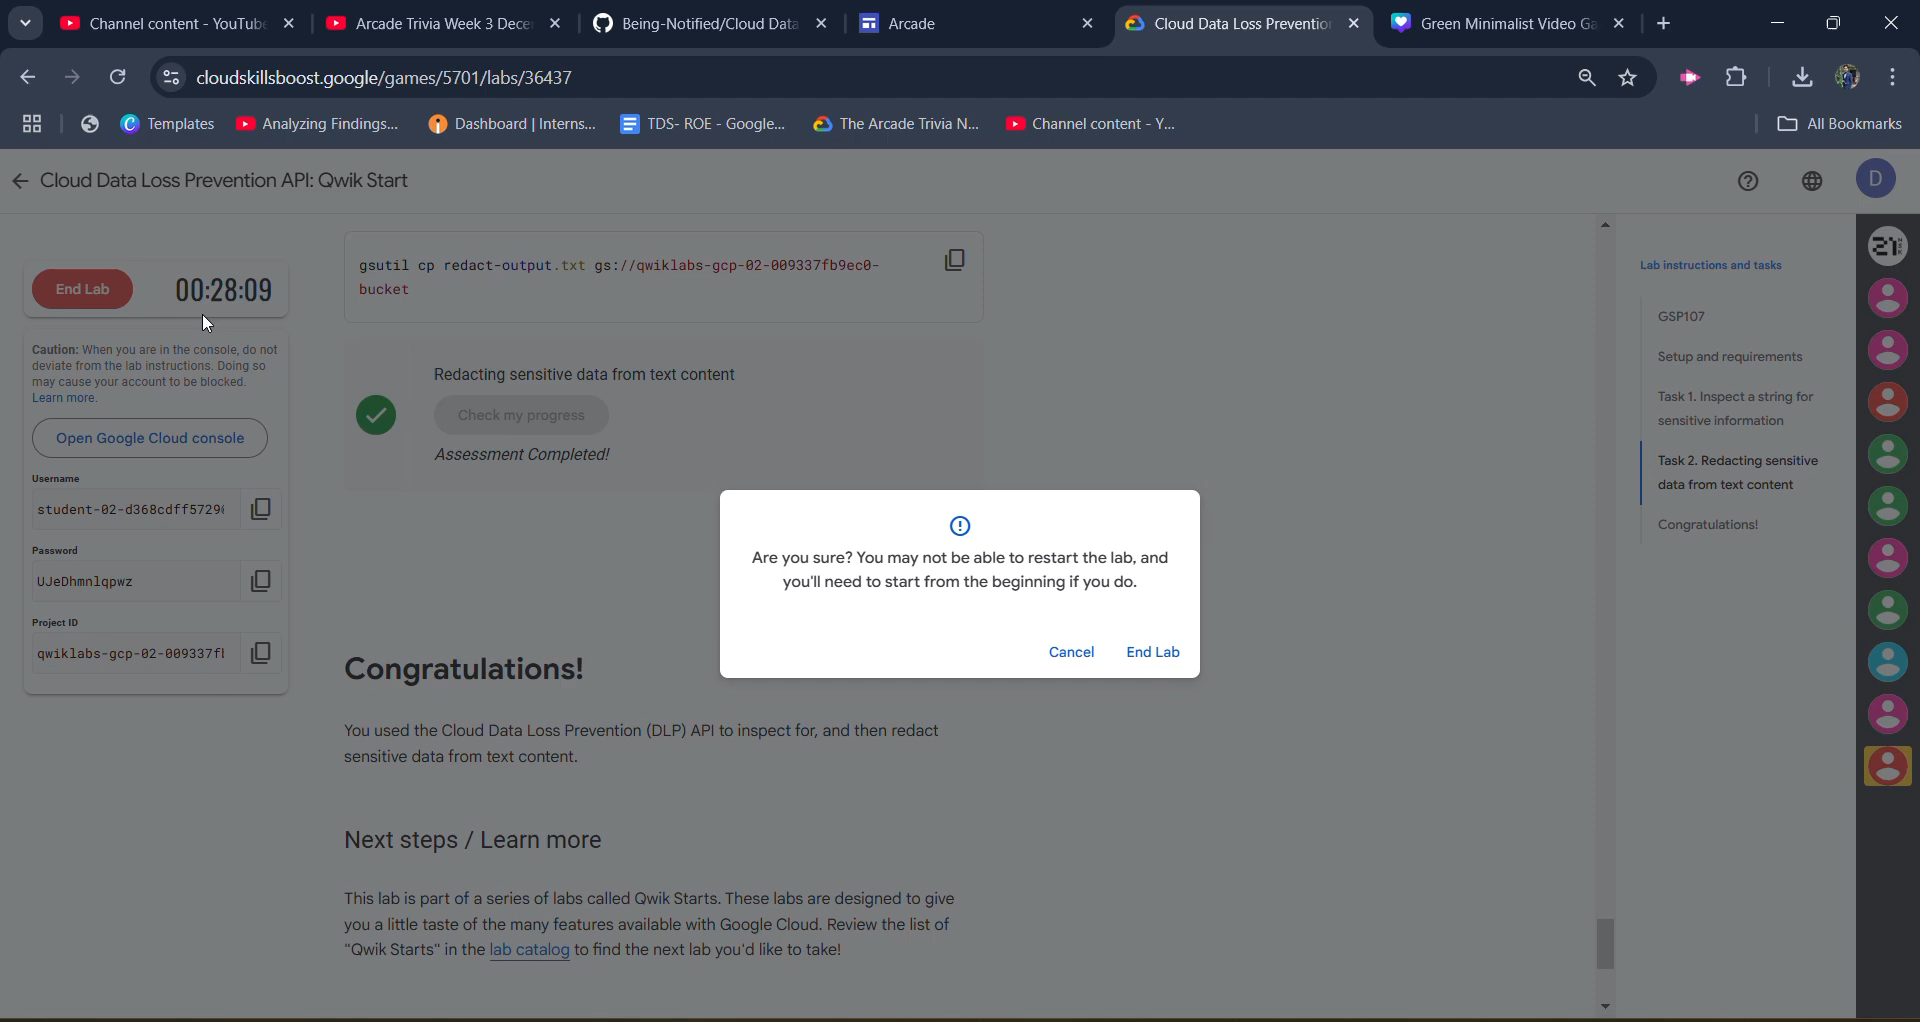 Channel content - YouTube
Arcade Trivia Week 3 Dece
Being-Notified/Cloud Data
Arcade
Cloud Data Loss Prevention
Green Minimalist Video Ga
cloudskillsboost.google/games/5701/labs/36437
Templates
Analyzing Findings...
Dashboard | Interns...
TDS- ROE - Google...
The Arcade Trivia N...
Channel content - Y...
All Bookmarks
Cloud Data Loss Prevention API: Qwik Start
D
End Lab
00:28:09
Caution: When you are in the console, do not
deviate from the lab instructions. Doing so
may cause your account to be blocked.
Learn more.
Open Google Cloud console
Username
student-02-d368cdff5729
Password
UJeDhmnlqpwz
Project ID
qwiklabs-gcp-02-009337f
gsutil cp redact-output.txt gs://qwiklabs-gcp-02-009337fb9ec0-
bucket
Redacting sensitive data from text content
Check my progress
Assessment Completed!
Are you sure? You may not be able to restart the lab, and
you'll need to start from the beginning if you do.
Cancel
End Lab
Congratulations!
You used the Cloud Data Loss Prevention (DLP) API to inspect for, and then redact
sensitive data from text content.
Next steps / Learn more
This lab is part of a series of labs called Qwik Starts. These labs are designed to give
you a little taste of the many features available with Google Cloud. Review the list of
"Qwik Starts" in the lab catalog to find the next lab you'd like to take!
Lab instructions and tasks
GSP107
Setup and requirements
Task 1. Inspect a string for
sensitive information
Task 2. Redacting sensitive
data from text content
Congratulations!